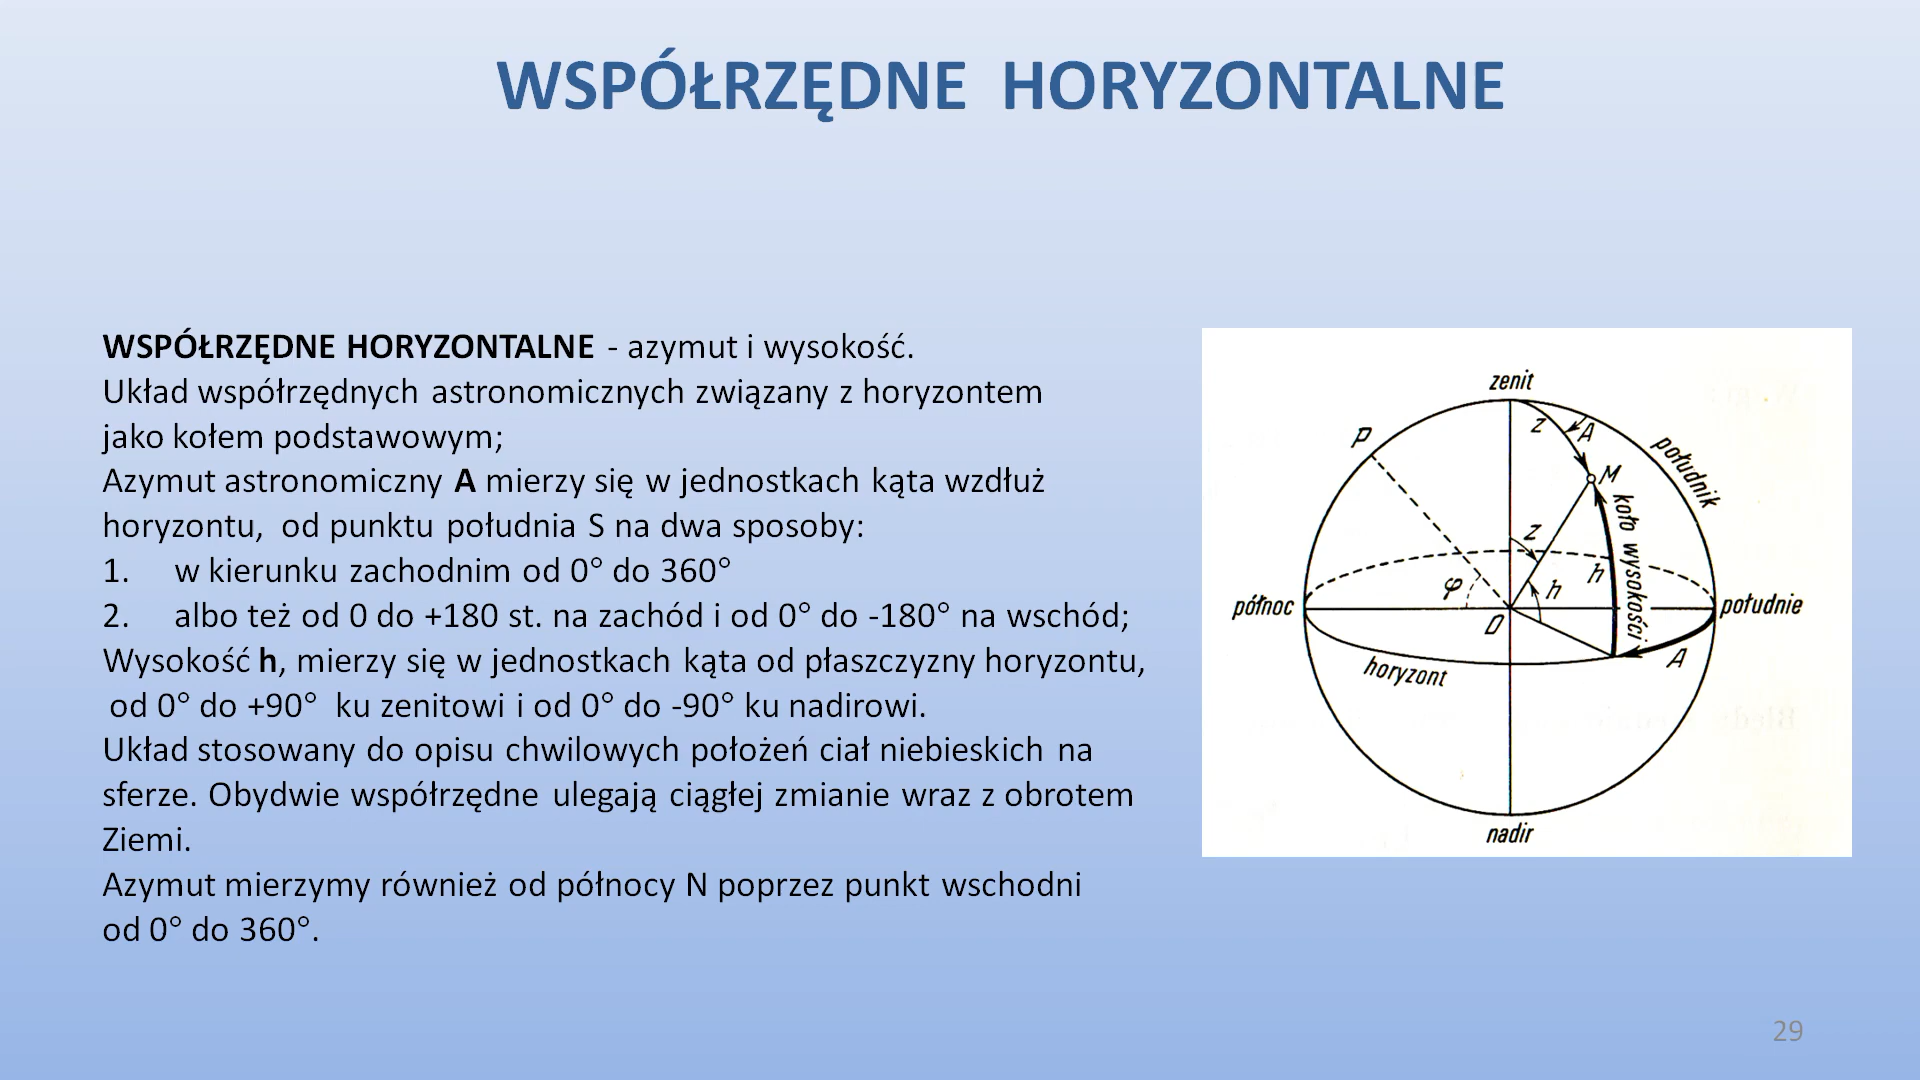 WSPÓŁRZĘDNE HORYZONTALNE
WSPÓŁRZĘDNE HORYZONTALNE - azymut i wysokość.
Układ współrzędnych astronomicznych związany z horyzontem
jako kołem podstawowym;
Azymut astronomiczny A mierzy się w jednostkach kąta wzdłuż
horyzontu, od punktu południa S na dwa sposoby:
1. w kierunku zachodnim od 0° do 360°
2. albo też od 0 do +180 st. na zachód i od 0° do -180° na wschód;
Wysokość h, mierzy się w jednostkach kąta od płaszczyzny horyzontu,
od 0° do +90° ku zenitowi i od 0° do -90° ku nadirowi.
Układ stosowany do opisu chwilowych położeń ciał niebieskich na
sferze. Obydwie współrzędne ulegają ciągłej zmianie wraz z obrotem
Ziemi.
Azymut mierzymy również od północy N poprzez punkt wschodni
od 0° do 360°.
zenit
P
z
A
M
południk
koło wysokości
z
h
h
φ
północ
O
południe
A
horyzont
nadir
29